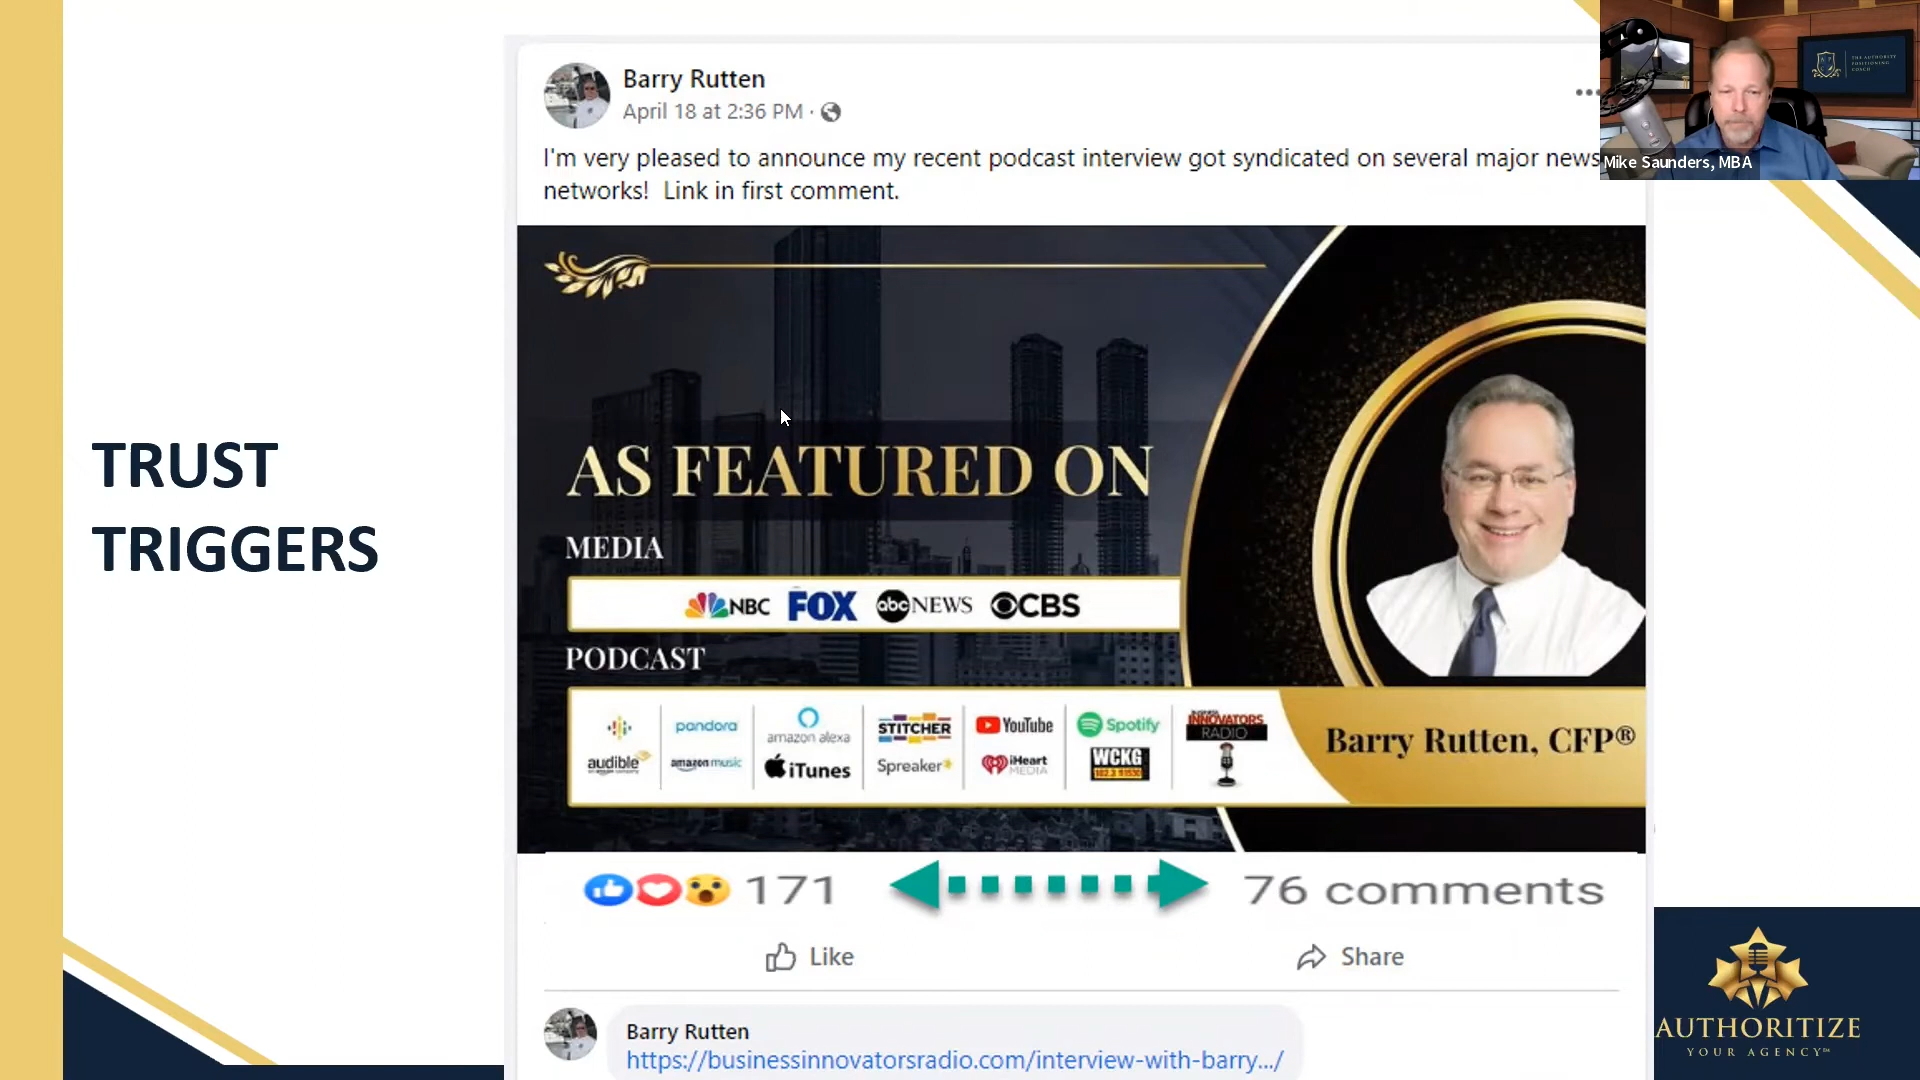 TRUST
TRIGGERS
Barry Rutten
April 18 at 2:36 PM ·
I'm very pleased to announce my recent podcast interview got syndicated on several major news
networks! Link in first comment.
Mike Saunders, MBA
AS FEATURED ON
MEDIA
NBC FOX abc NEWS CBS
PODCAST
pandora
amazon alexa
STITCHER
YouTube
Spotify
INNOVATORS
RADIO
audible
amazon music
iTunes
Spreaker
iHeart
MEDIA
WCKG
Barry Rutten, CFP®
171
76 comments
Like
Share
Barry Rutten
https://businessinnovatorsradio.com/interview-with-barry.../
AUTHORITIZE
YOUR AGENCY™